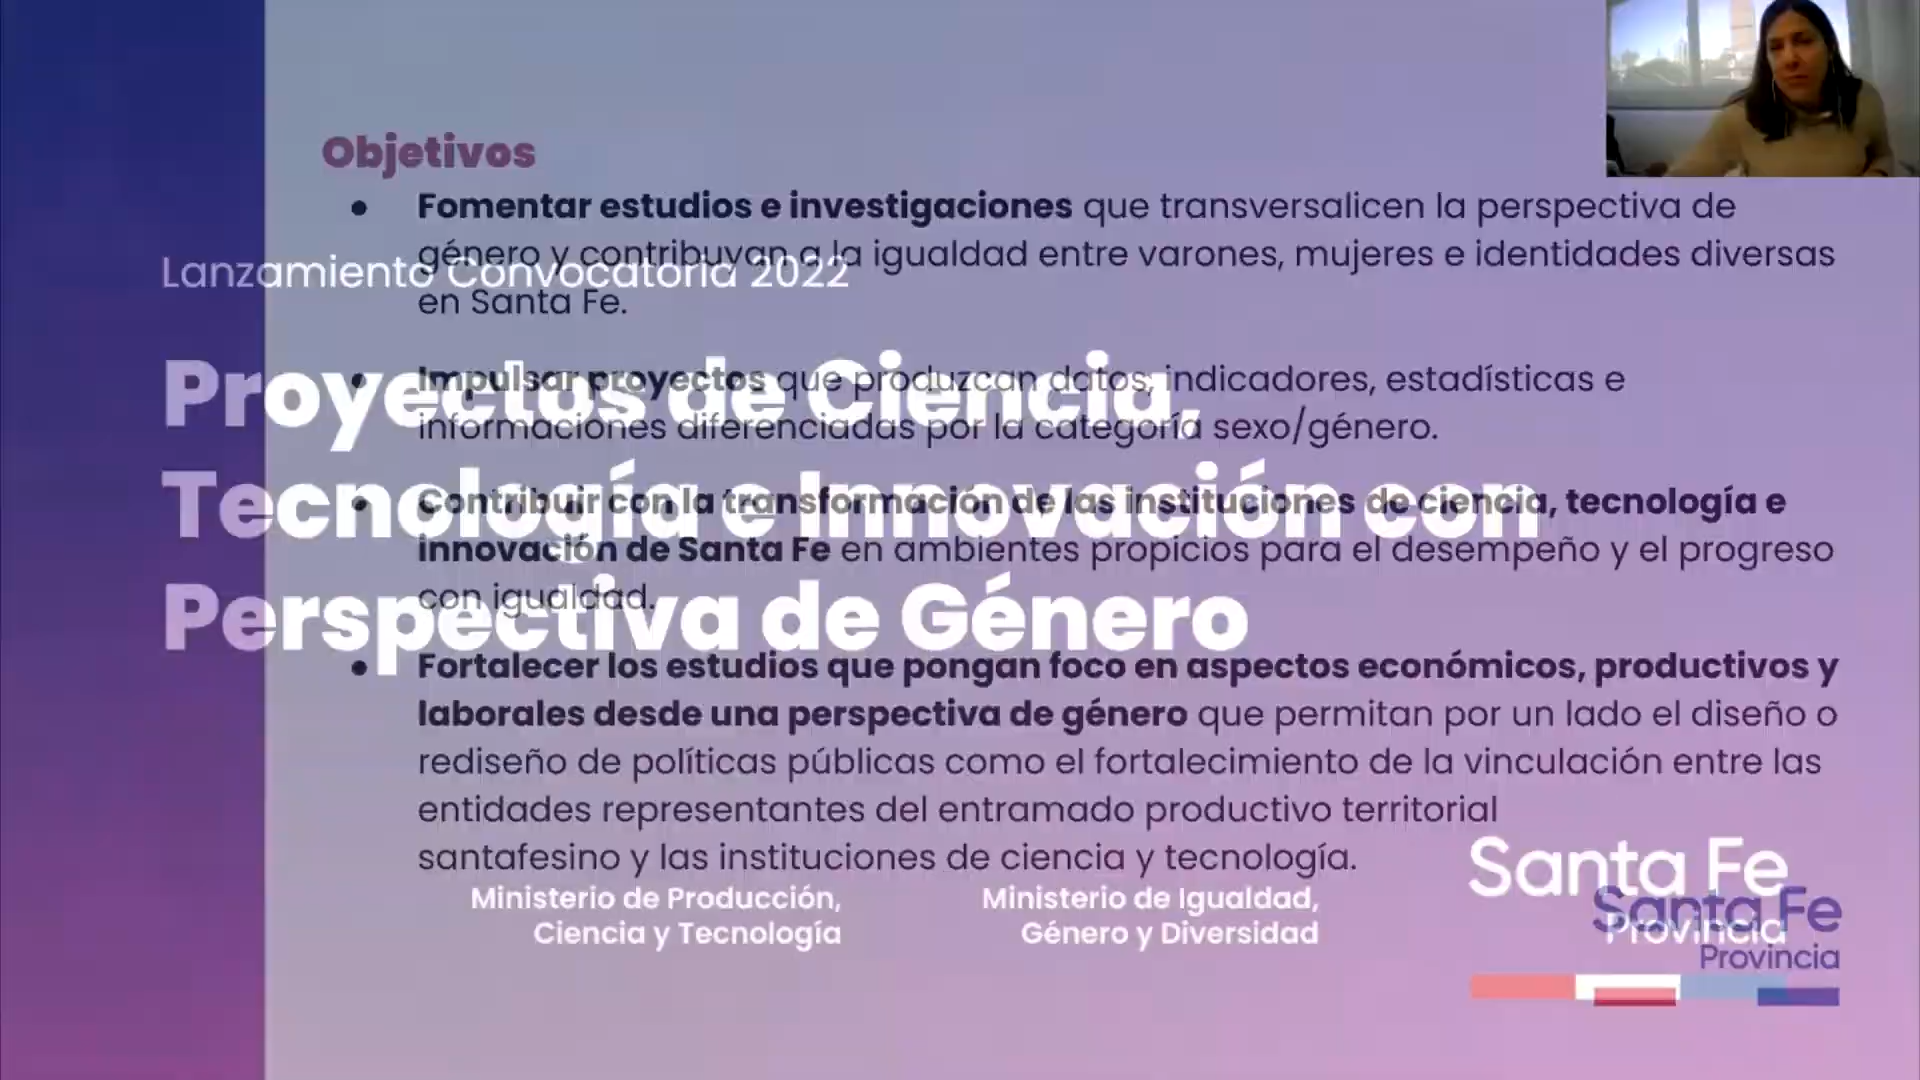 Objetivos
Fomentar estudios e investigaciones que transversalicen la perspectiva de
género y contribuyan a la igualdad entre varones, mujeres e identidades diversas
en Santa Fe.
Impulsar proyectos que produzcan datos, indicadores, estadísticas e
informaciones diferenciadas por la categoría sexo/género.
Contribuir con la transformación de las instituciones de ciencia, tecnología e
innovación de Santa Fe en ambientes propicios para el desempeño y el progreso
con igualdad.
Fortalecer los estudios que pongan foco en aspectos económicos, productivos y
laborales desde una perspectiva de género que permitan por un lado el diseño o
rediseño de políticas públicas como el fortalecimiento de la vinculación entre las
entidades representantes del entramado productivo territorial
santafesino y las instituciones de ciencia y tecnología.
Santa Fe
Provincia
Lanzamiento Convocatoria 2022
Proyectos de Ciencia,
Tecnología e Innovación con
Perspectiva de Género
Ministerio de Producción,
Ciencia y Tecnología
Ministerio de Igualdad,
Género y Diversidad
Santa Fe
Provincia